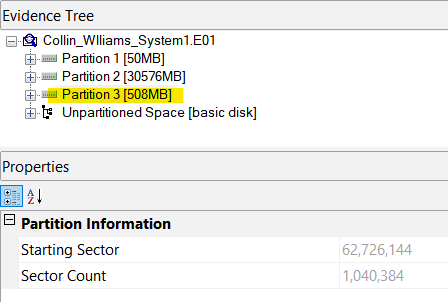 Evidence Tree
Collin_WIlliams_System1.E01
Partition 1 [50MB]
Partition 2 [30576MB]
Partition 3 [508MB]
Unpartitioned Space [basic disk]
Properties
A Z
Partition Information
Starting Sector 62,726,144
Sector Count 1,040,384